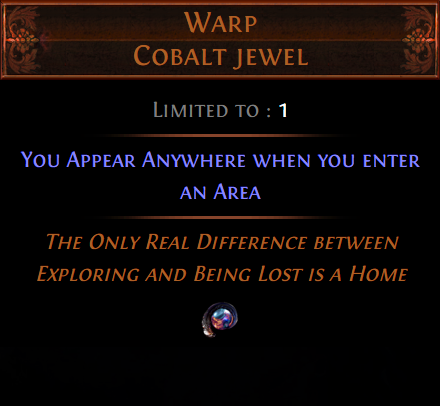 Warp
Cobalt jewel
Limited to : 1
You Appear Anywhere when you enter
an Area
The Only Real Difference between
Exploring and Being Lost is a Home